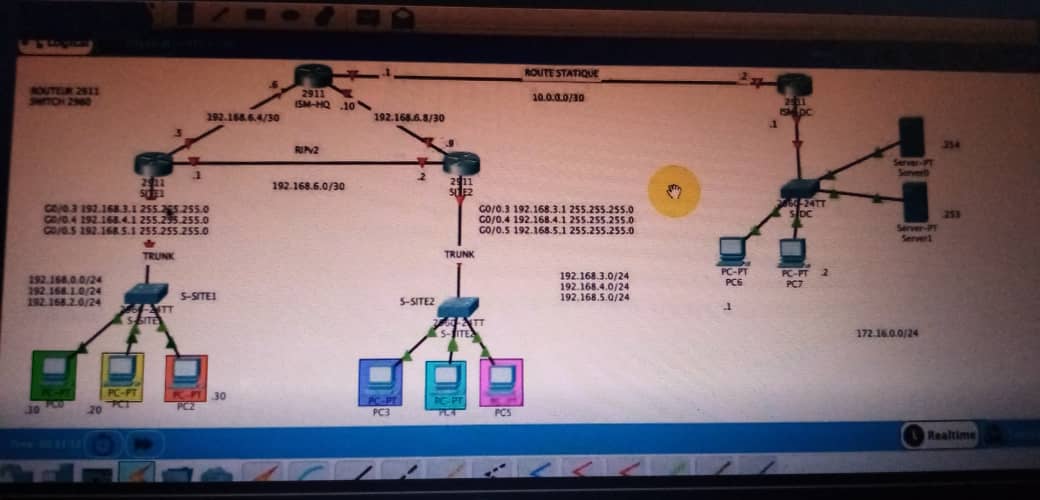 Logical
ROUTEUR 2911
SWITCH 2960
.6
2911
ISM-HQ
.10
.1
ROUTE STATIQUE
10.0.0.0/30
.2
2911
.1
192.168.6.4/30
192.168.6.8/30
.5
.9
RIPv2
.1
.2
192.168.6.0/30
2911
SITE1
2911
SITE2
G0/0.3 192.168.3.1 255.255.255.0
G0/0.4 192.168.4.1 255.255.255.0
G0/0.5 192.168.5.1 255.255.255.0
G0/0.3 192.168.3.1 255.255.255.0
G0/0.4 192.168.4.1 255.255.255.0
G0/0.5 192.168.5.1 255.255.255.0
TRUNK
TRUNK
192.168.0.0/24
192.168.1.0/24
192.168.2.0/24
S-SITE1
2960-24TT
S-SITE1
S-SITE2
2960-24TT
S-SITE2
192.168.3.0/24
192.168.4.0/24
192.168.5.0/24
2960-24TT
S-DC
Server-PT
Server0
.254
Server-PT
Server1
.253
PC-PT
PC6
.1
PC-PT
PC7
.2
172.16.0.0/24
PC-PT
PC0
PC-PT
PC1
.20
PC-PT
PC2
.30
PC-PT
PC3
PC-PT
PC4
PC-PT
PC5
Realtime